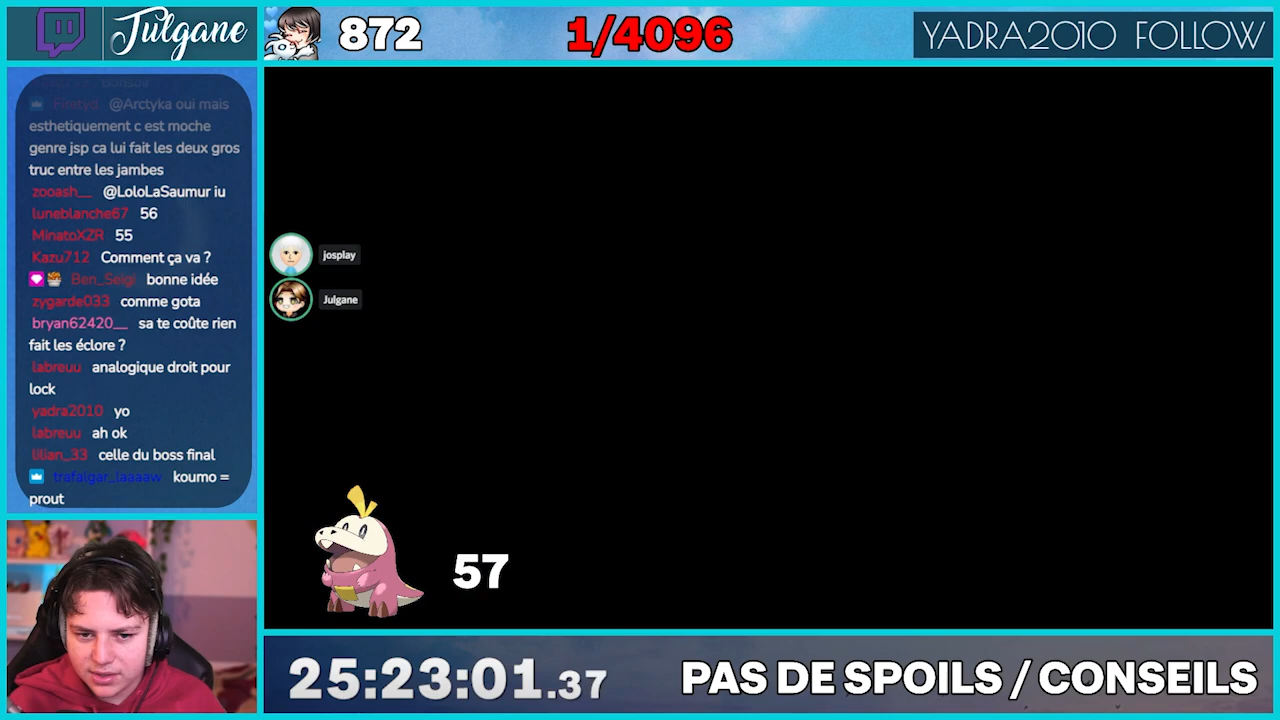 Julgane
872
1/4096
YADRA2010 FOLLOW
@Arctyka oui mais
esthetiquement c est moche
genre jsp ca lui fait les deux gros
truc entre les jambes
zooash__ @LoloLaSaumur iu
luneblanche67 56
MinatoXZR 55
Kazu712 Comment ça va ?
Ben_Seigi bonne idée
zygarde033 comme gota
bryan62420__ sa te coûte rien
fait les éclore ?
labreuu analogique droit pour
lock
yadra2010 yo
labreuu ah ok
lilian_33 celle du boss final
trafalgar_laaaaw koumo =
prout
josplay
Julgane
57
25:23:01.37
PAS DE SPOILS / CONSEILS